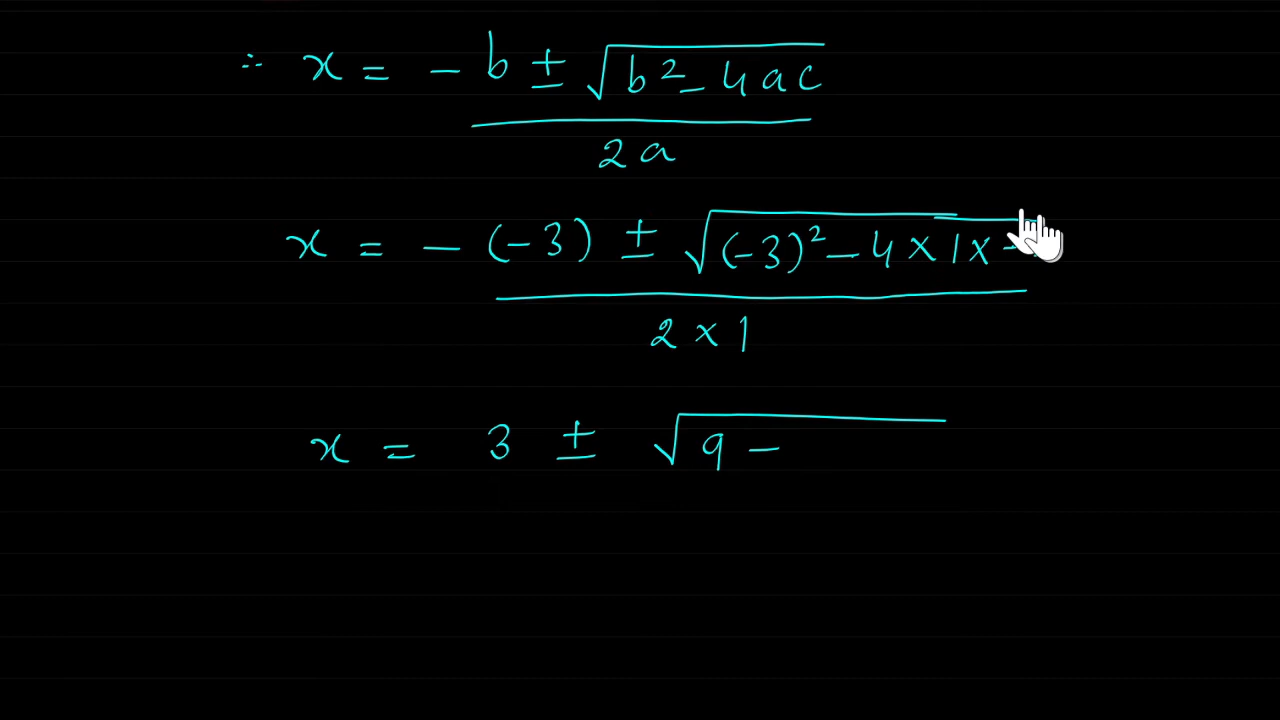 ∴ x = - b ± √b² - 4ac
2a
x = - (-3) ± √(-3)² - 4 × 1 × -
2 × 1
x = 3 ± √9 -